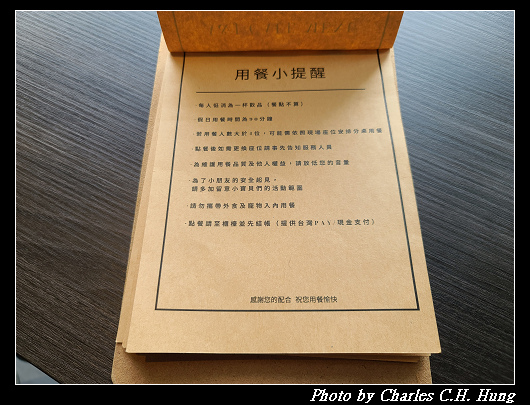 用餐小提醒
·每人低消為一杯飲品（餐點不算）
·假日用餐時間為90分鐘
·若用餐人數大於4位，可能需依照現場座位安排分桌用餐
·點餐後如需更換座位請事先告知服務人員
·為維護用餐品質及他人權益，請放低您的音量
·為了小朋友的安全起見，
請多加留意小寶貝們的活動範圍
·請勿攜帶外食及寵物入內用餐
·點餐請至櫃檯並先結帳（提供台灣PAY/現金支付）
感謝您的配合 祝您用餐愉快
Photo by Charles C.H. Hung